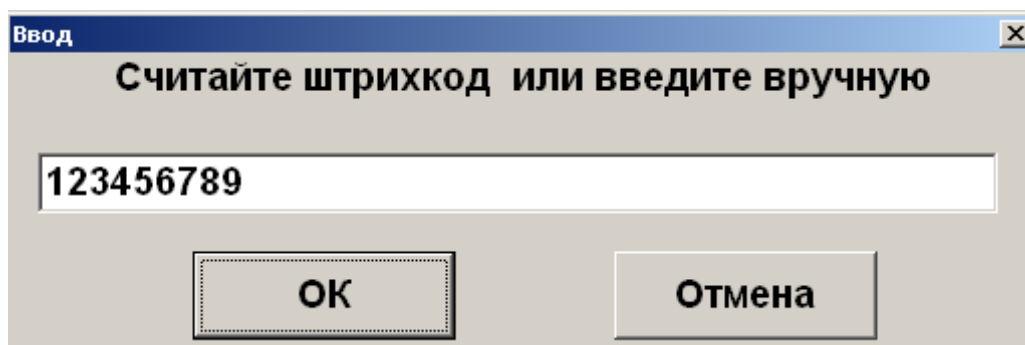 Ввод
Считайте штрихкод  или введите вручную
123456789
ОК
Отмена